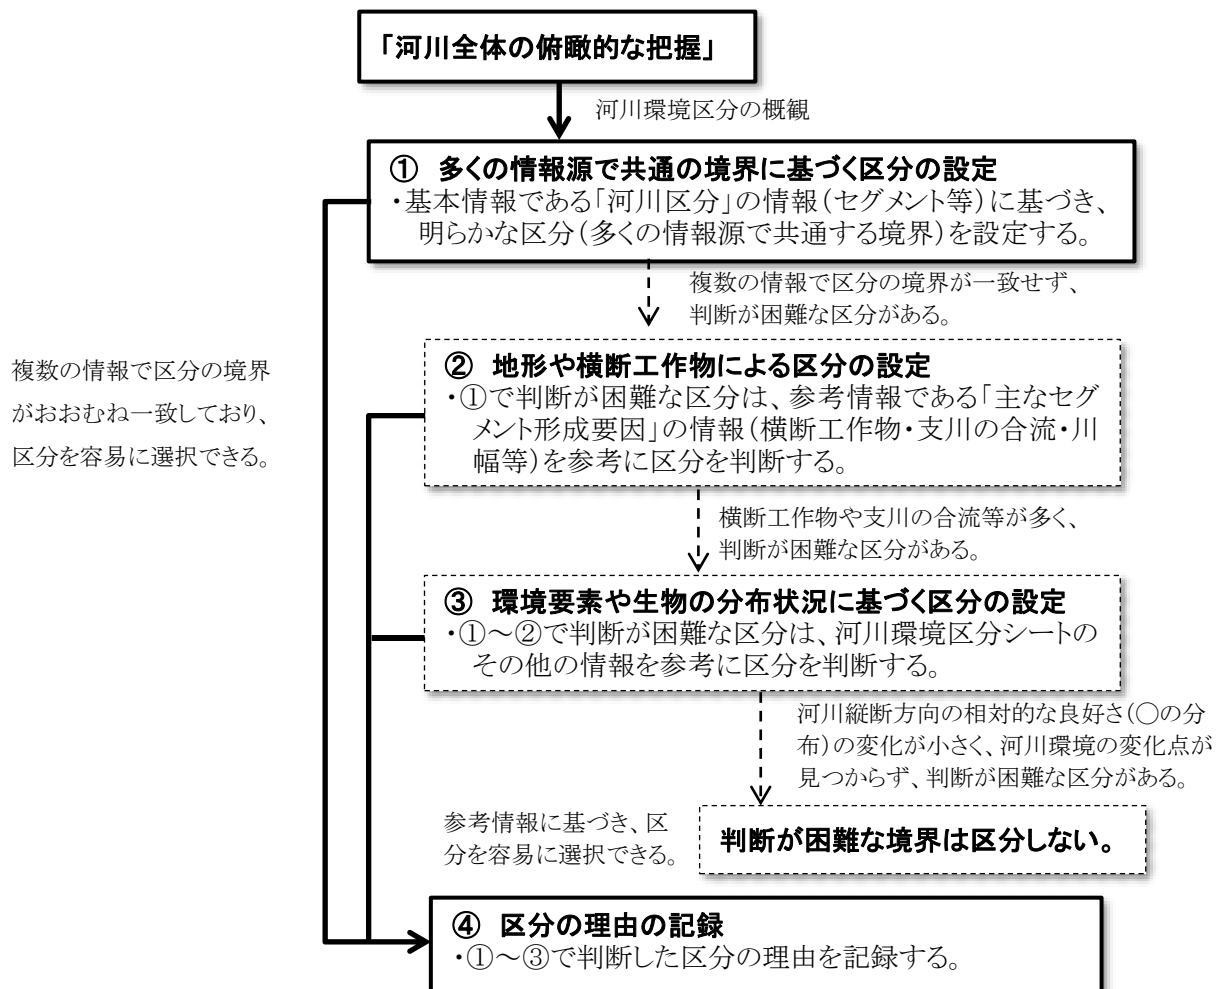 「河川全体の俯瞰的な把握」
河川環境区分の概観
① 多くの情報源で共通の境界に基づく区分の設定
・基本情報である「河川区分」の情報(セグメント等)に基づき、
明らかな区分(多くの情報源で共通する境界)を設定する。
複数の情報で区分の境界が一致せず、
判断が困難な区分がある。
複数の情報で区分の境界
がおおむね一致しており、
区分を容易に選択できる。
② 地形や横断工作物による区分の設定
・①で判断が困難な区分は、参考情報である「主なセグ
メント形成要因」の情報(横断工作物・支川の合流・川
幅等)を参考に区分を判断する。
横断工作物や支川の合流等が多く、
判断が困難な区分がある。
③ 環境要素や生物の分布状況に基づく区分の設定
・①～②で判断が困難な区分は、河川環境区分シートの
その他の情報を参考に区分を判断する。
河川縦断方向の相対的な良好さ(○の分
布)の変化が小さく、河川環境の変化点が
見つからず、判断が困難な区分がある。
参考情報に基づき、区
分を容易に選択できる。
判断が困難な境界は区分しない。
④ 区分の理由の記録
・①～③で判断した区分の理由を記録する。